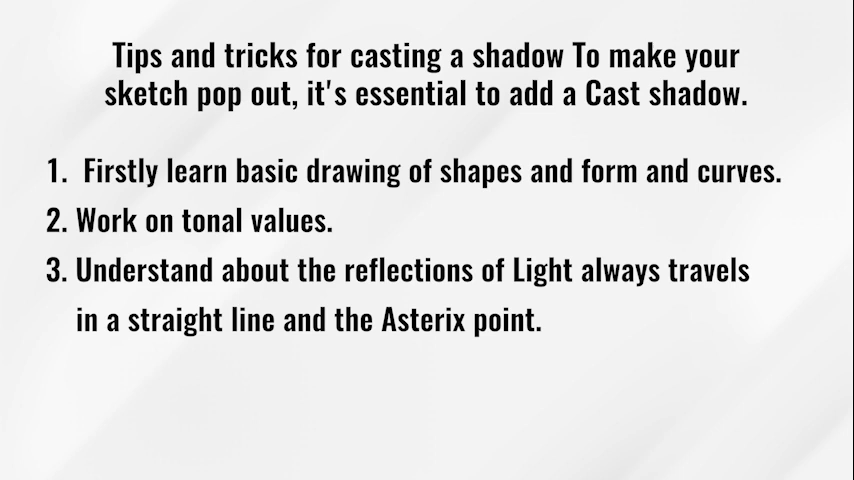 Tips and tricks for casting a shadow To make your
sketch pop out, it's essential to add a Cast shadow.
1. Firstly learn basic drawing of shapes and form and curves.
2. Work on tonal values.
3. Understand about the reflections of Light always travels
in a straight line and the Asterix point.